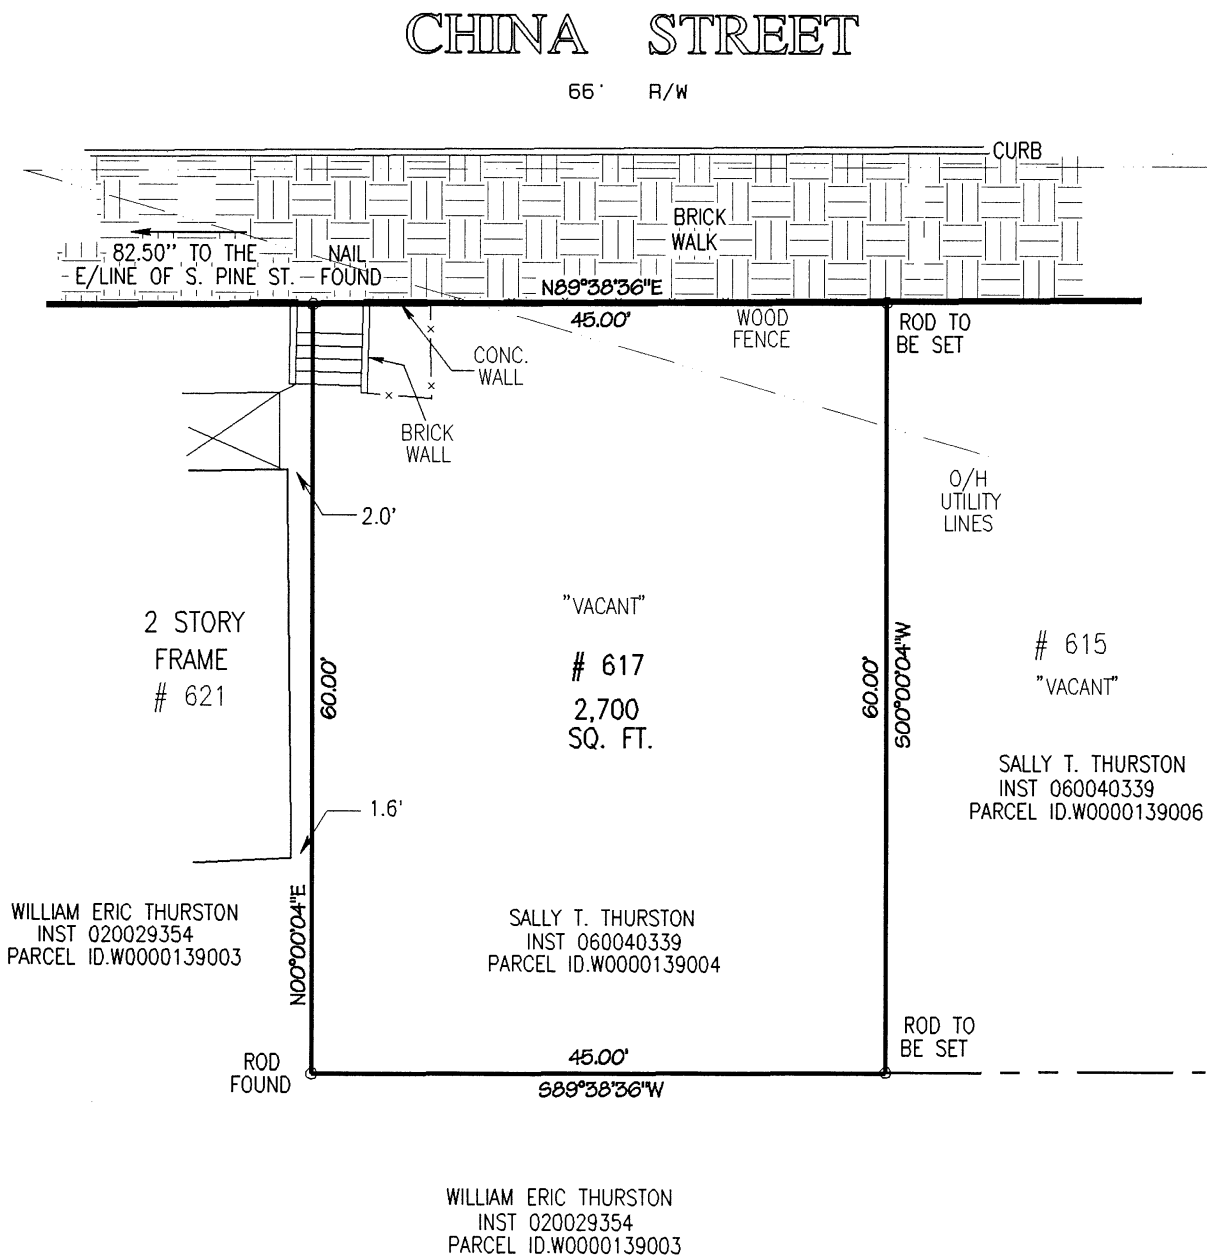 CHINA STREET
66' R/W
CURB
BRICK
WALK
82.50" TO THE
E/LINE OF S. PINE ST.
NAIL
FOUND
N89°38'36"E
45.00'
WOOD
FENCE
ROD TO
BE SET
CONC.
WALL
BRICK
WALL
O/H
UTILITY
LINES
2.0'
"VACANT"
# 617
2,700
SQ. FT.
2 STORY
FRAME
# 621
60.00'
60.00'
S00°00'04"W
# 615
"VACANT"
SALLY T. THURSTON
INST 060040339
PARCEL ID.W0000139006
1.6'
WILLIAM ERIC THURSTON
INST 020029354
PARCEL ID.W0000139003
N00°00'04"E
SALLY T. THURSTON
INST 060040339
PARCEL ID.W0000139004
ROD TO
BE SET
ROD
FOUND
45.00'
S89°38'36"W
WILLIAM ERIC THURSTON
INST 020029354
PARCEL ID.W0000139003